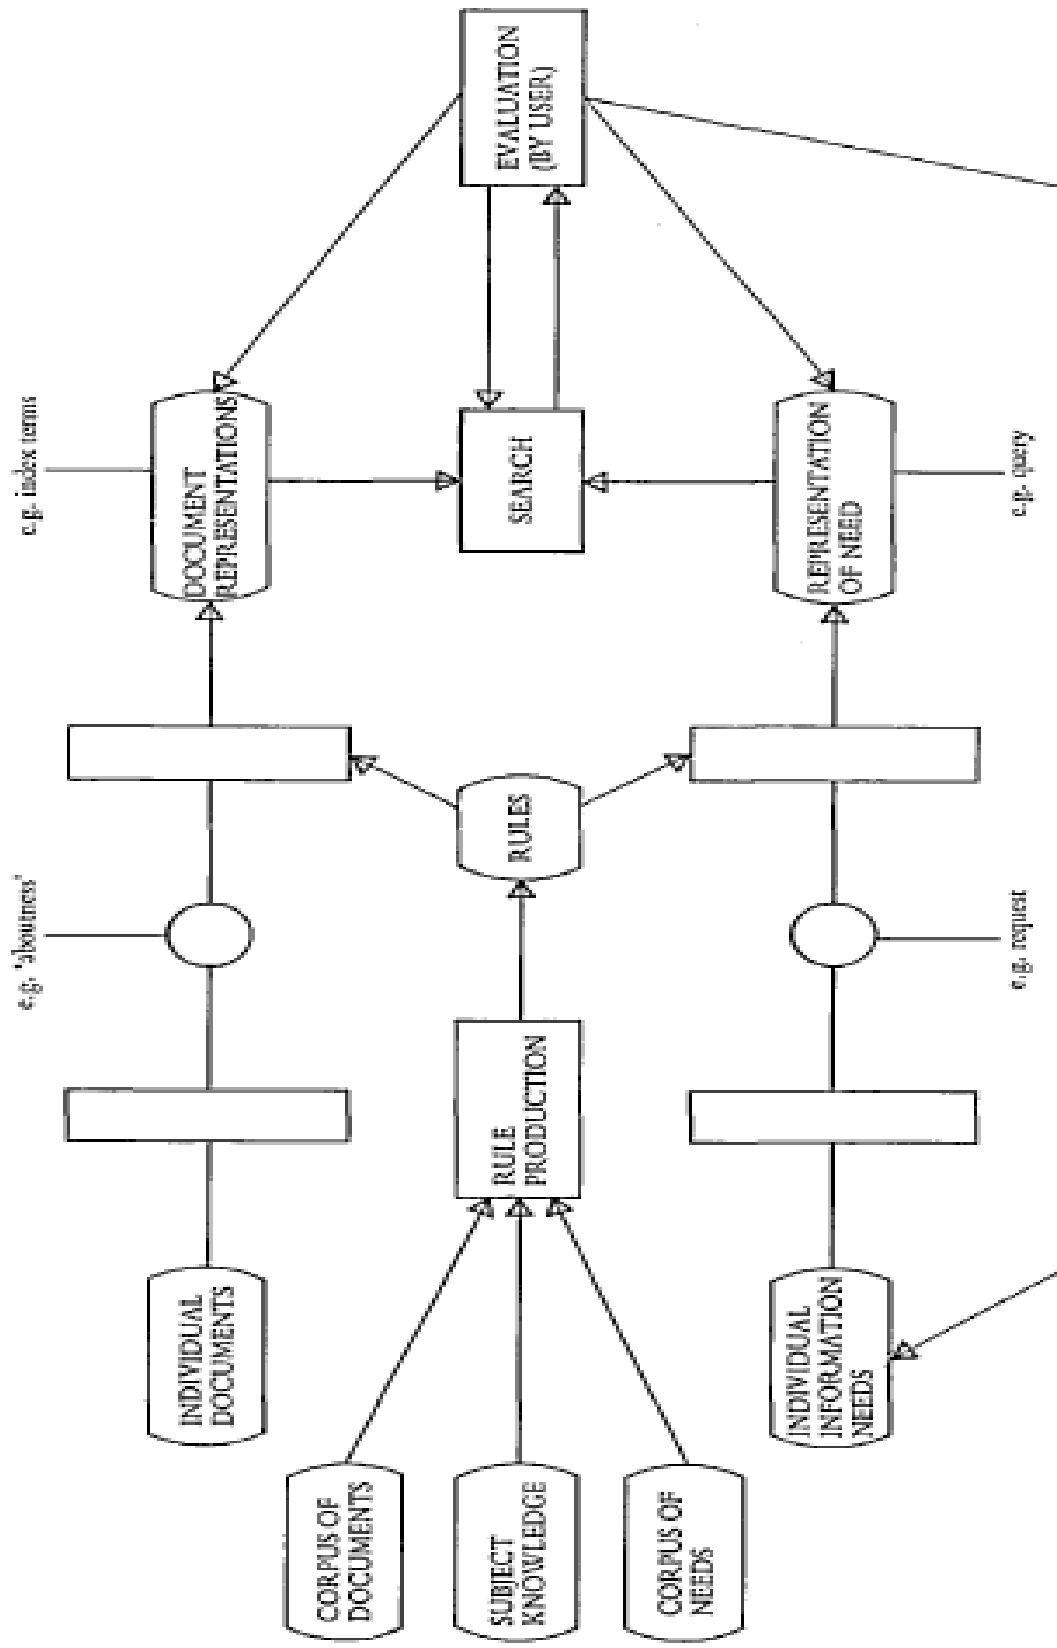 e.g. 'aboutness'
e.g. index terms
INDIVIDUAL
DOCUMENTS
DOCUMENT
REPRESENTATIONS
CORPUS OF
DOCUMENTS
SUBJECT
KNOWLEDGE
CORPUS OF
NEEDS
RULE
PRODUCTION
RULES
SEARCH
EVALUATION
(BY USER)
INDIVIDUAL
INFORMATION
NEEDS
REPRESENTATION
OF NEED
e.g. request
e.g. query